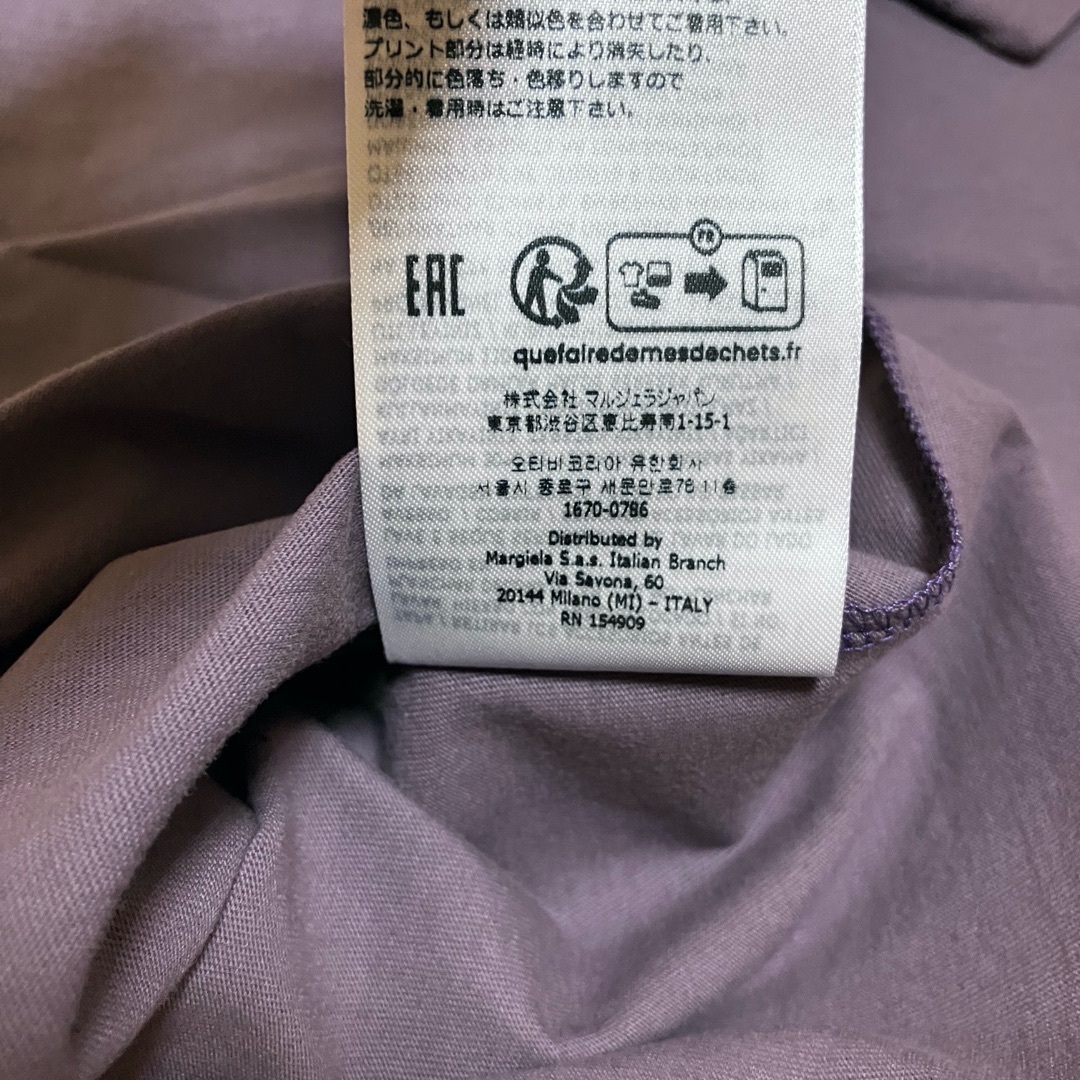 濃色、もしくは類似色を合わせてご着用下さい。
プリント部分は経時により消失したり、
部分的に色落ち・色移りしますので
洗濯・着用時はご注意下さい。
EAC
FR
quefairedemesdechets.fr
株式会社 マルジェラジャパン
東京都渋谷区恵比寿南1-15-1
오티비코리아 유한회사
서울시 종로구 새문안로76 11층
1670-0786
Distributed by
Margiela S.a.s. Italian Branch
Via Savona, 60
20144 Milano (MI) - ITALY
RN 154909